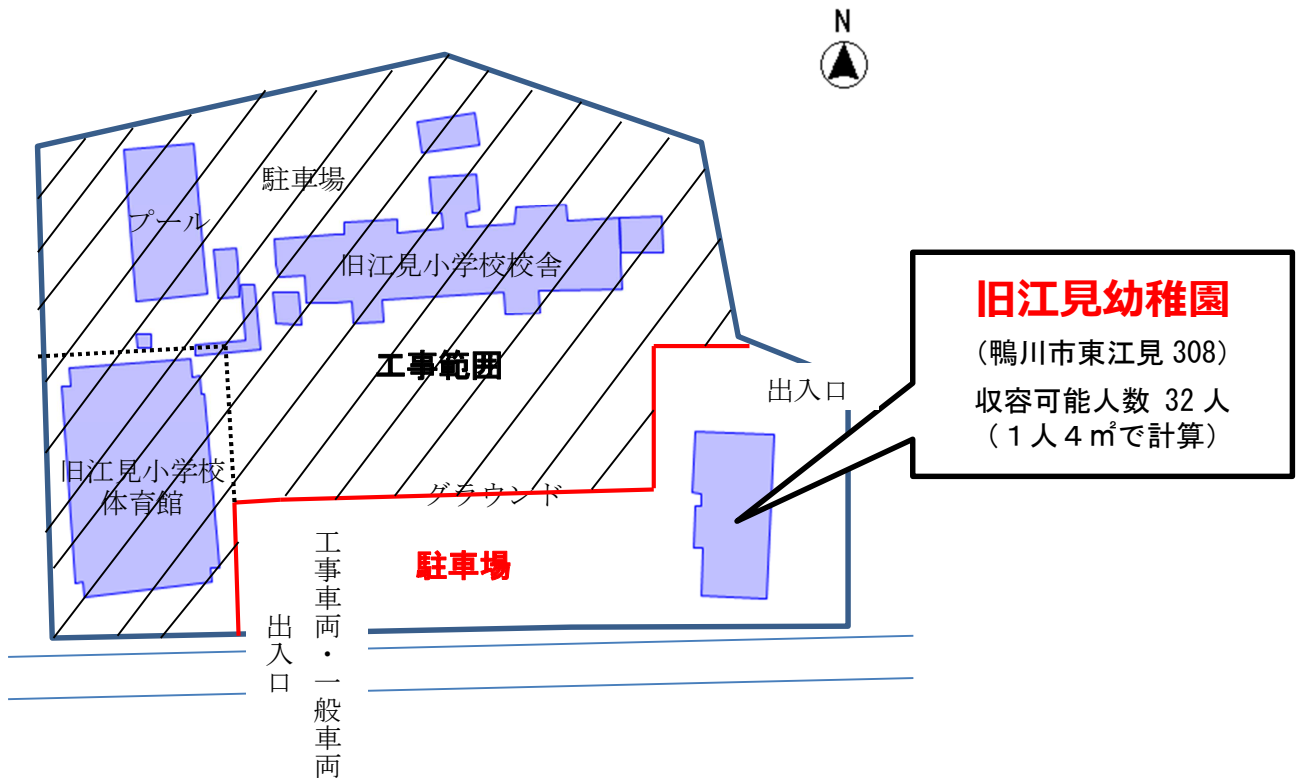 N
駐車場
プール
旧江見小学校校舎
工事範囲
旧江見幼稚園
（鴨川市東江見 308）
収容可能人数 32 人
（１人４㎡で計算）
出入口
旧江見小学校
体育館
グラウンド
駐車場
工事車両・一般車両
出入口